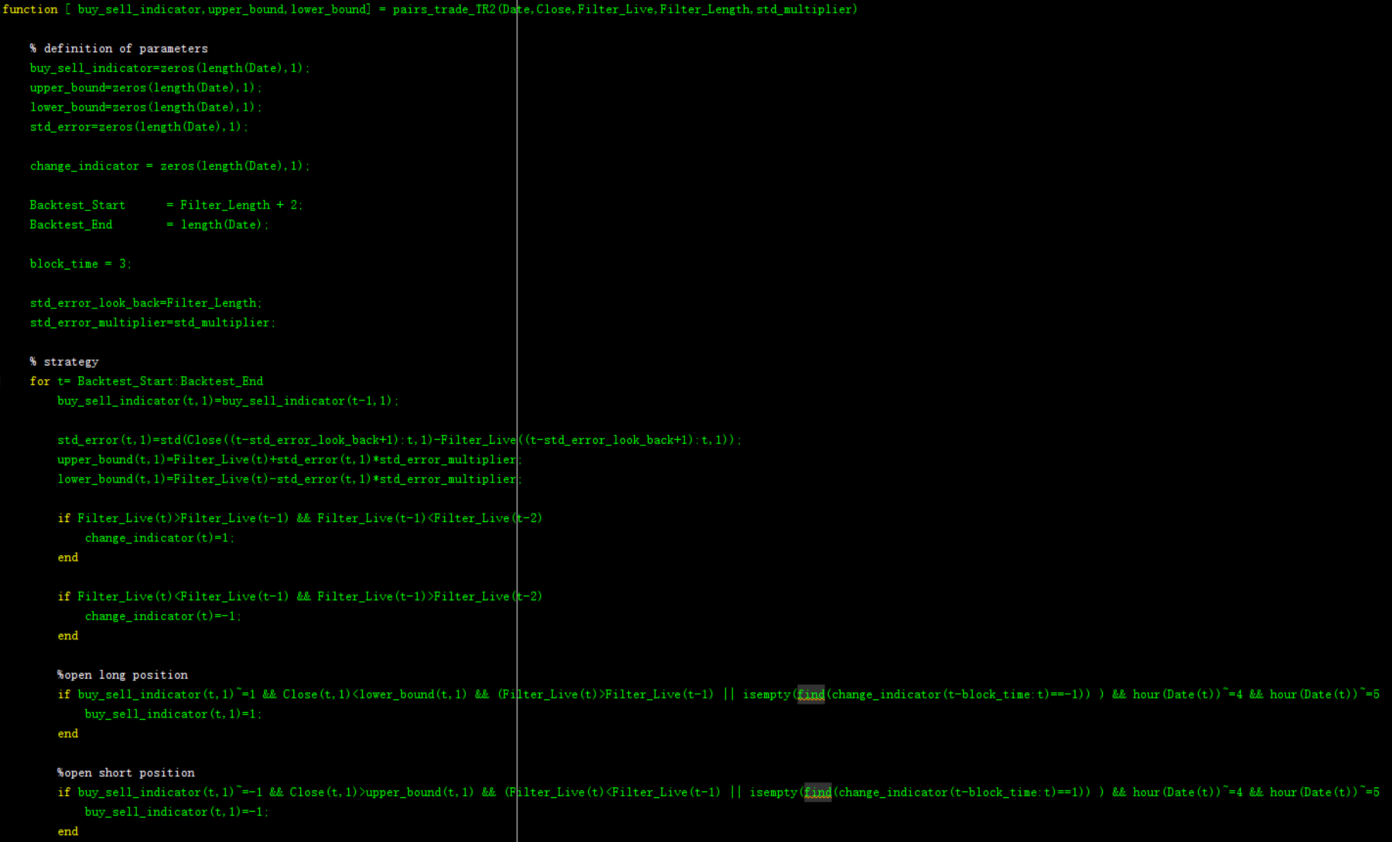 function [ buy_sell_indicator,upper_bound,lower_bound] = pairs_trade_TR2(Date,Close,Filter_Live,Filter_Length,std_multiplier)
% definition of parameters
buy_sell_indicator=zeros(length(Date),1);
upper_bound=zeros(length(Date),1);
lower_bound=zeros(length(Date),1);
std_error=zeros(length(Date),1);
change_indicator = zeros(length(Date),1);
Backtest_Start = Filter_Length + 2;
Backtest_End = length(Date);
block_time = 3;
std_error_look_back=Filter_Length;
std_error_multiplier=std_multiplier;
% strategy
for t= Backtest_Start:Backtest_End
buy_sell_indicator(t,1)=buy_sell_indicator(t-1,1);
std_error(t,1)=std(Close((t-std_error_look_back+1):t,1)-Filter_Live((t-std_error_look_back+1):t,1));
upper_bound(t,1)=Filter_Live(t)+std_error(t,1)*std_error_multiplier;
lower_bound(t,1)=Filter_Live(t)-std_error(t,1)*std_error_multiplier;
if Filter_Live(t)>Filter_Live(t-1) && Filter_Live(t-1)<Filter_Live(t-2)
change_indicator(t)=1;
end
if Filter_Live(t)<Filter_Live(t-1) && Filter_Live(t-1)>Filter_Live(t-2)
change_indicator(t)=-1;
end
%open long position
if buy_sell_indicator(t,1)~=1 && Close(t,1)<lower_bound(t,1) && (Filter_Live(t)>Filter_Live(t-1) || isempty(find(change_indicator(t-block_time:t)==-1)) ) && hour(Date(t))~=4 && hour(Date(t))~=5
buy_sell_indicator(t,1)=1;
end
%open short position
if buy_sell_indicator(t,1)~=-1 && Close(t,1)>upper_bound(t,1) && (Filter_Live(t)<Filter_Live(t-1) || isempty(find(change_indicator(t-block_time:t)==1)) ) && hour(Date(t))~=4 && hour(Date(t))~=5
buy_sell_indicator(t,1)=-1;
end